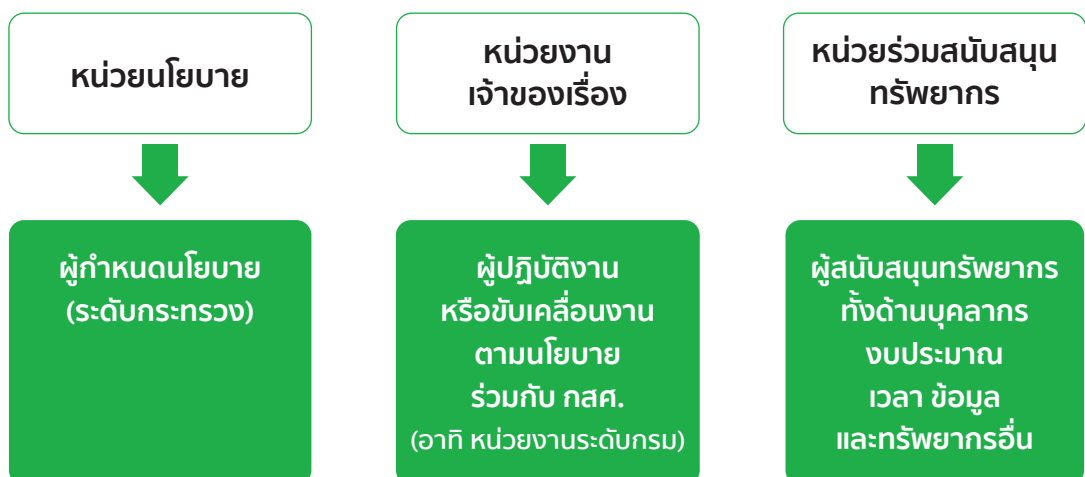 หน่วยนโยบาย
หน่วยงาน
เจ้าของเรื่อง
หน่วยร่วมสนับสนุน
ทรัพยากร
ผู้กำหนดนโยบาย
(ระดับกระทรวง)
ผู้ปฏิบัติงาน
หรือขับเคลื่อนงาน
ตามนโยบาย
ร่วมกับ กสศ.
(อาทิ หน่วยงานระดับกรม)
ผู้สนับสนุนทรัพยากร
ทั้งด้านบุคลากร
งบประมาณ
เวลา ข้อมูล
และทรัพยากรอื่น